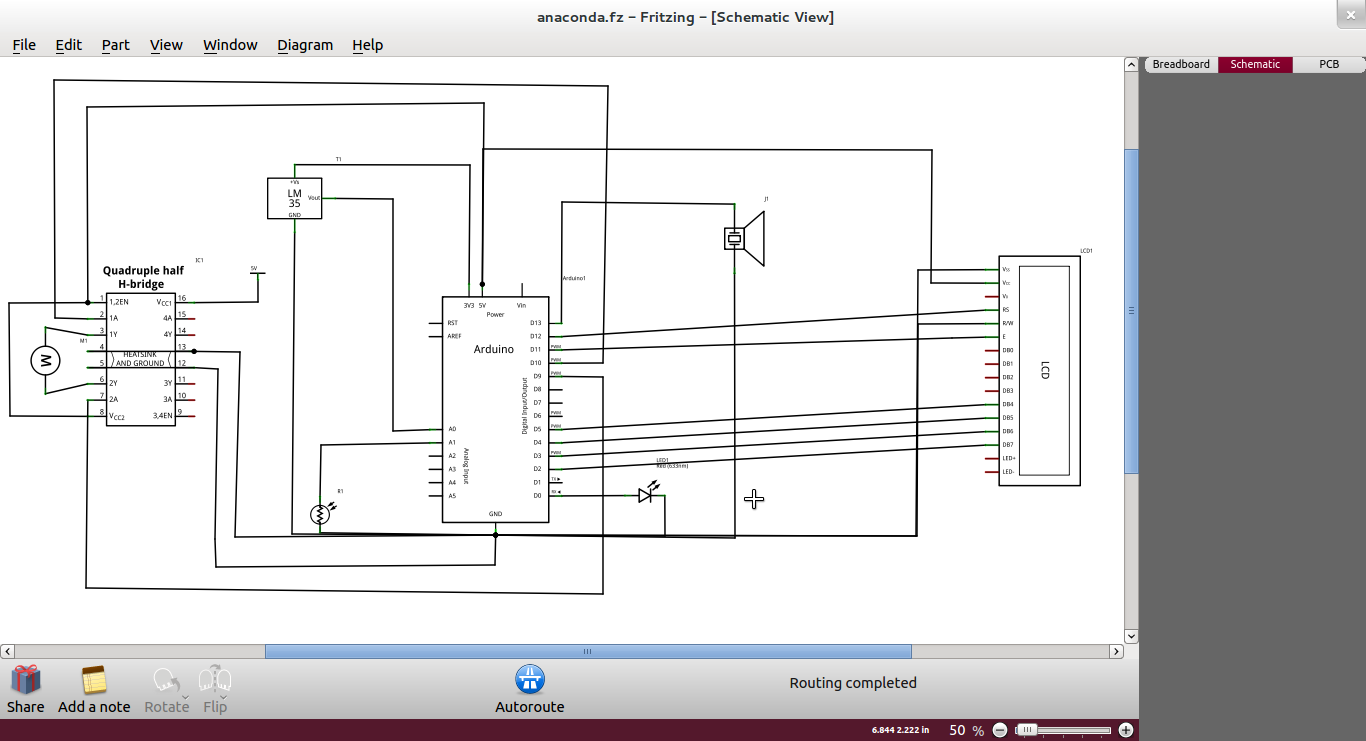 anaconda.fz – Fritzing – [Schematic View]
File Edit Part View Window Diagram Help
Breadboard Schematic PCB
T1
+Vs
LM
35
Vout
GND
J1
IC1
5V
Quadruple half
H-bridge
1 1,2EN VCC1 16
2 1A 4A 15
3 1Y 4Y 14
4 HEATSINK 13
5 AND GROUND 12
6 2Y 3Y 11
7 2A 3A 10
8 VCC2 3,4EN 9
M1
M
Arduino1
3V3 5V Vin
Power
RST
AREF
Arduino
A0
A1
A2
A3
A4
A5
Analog Input
Digital Input/Output
D13
D12
D11 PWM
D10 PWM
D9 PWM
D8
D7
D6 PWM
D5 PWM
D4
D3 PWM
D2
D1 TX
D0 RX
GND
R1
LED1
Red (633nm)
LCD1
Vss
Vcc
RS
R/W
E
DB0
DB1
DB2
DB3
DB4
DB5
DB6
DB7
LED+
LED-
LCD
Share Add a note Rotate Flip Autoroute Routing completed
6.844 2.222 in 50 %